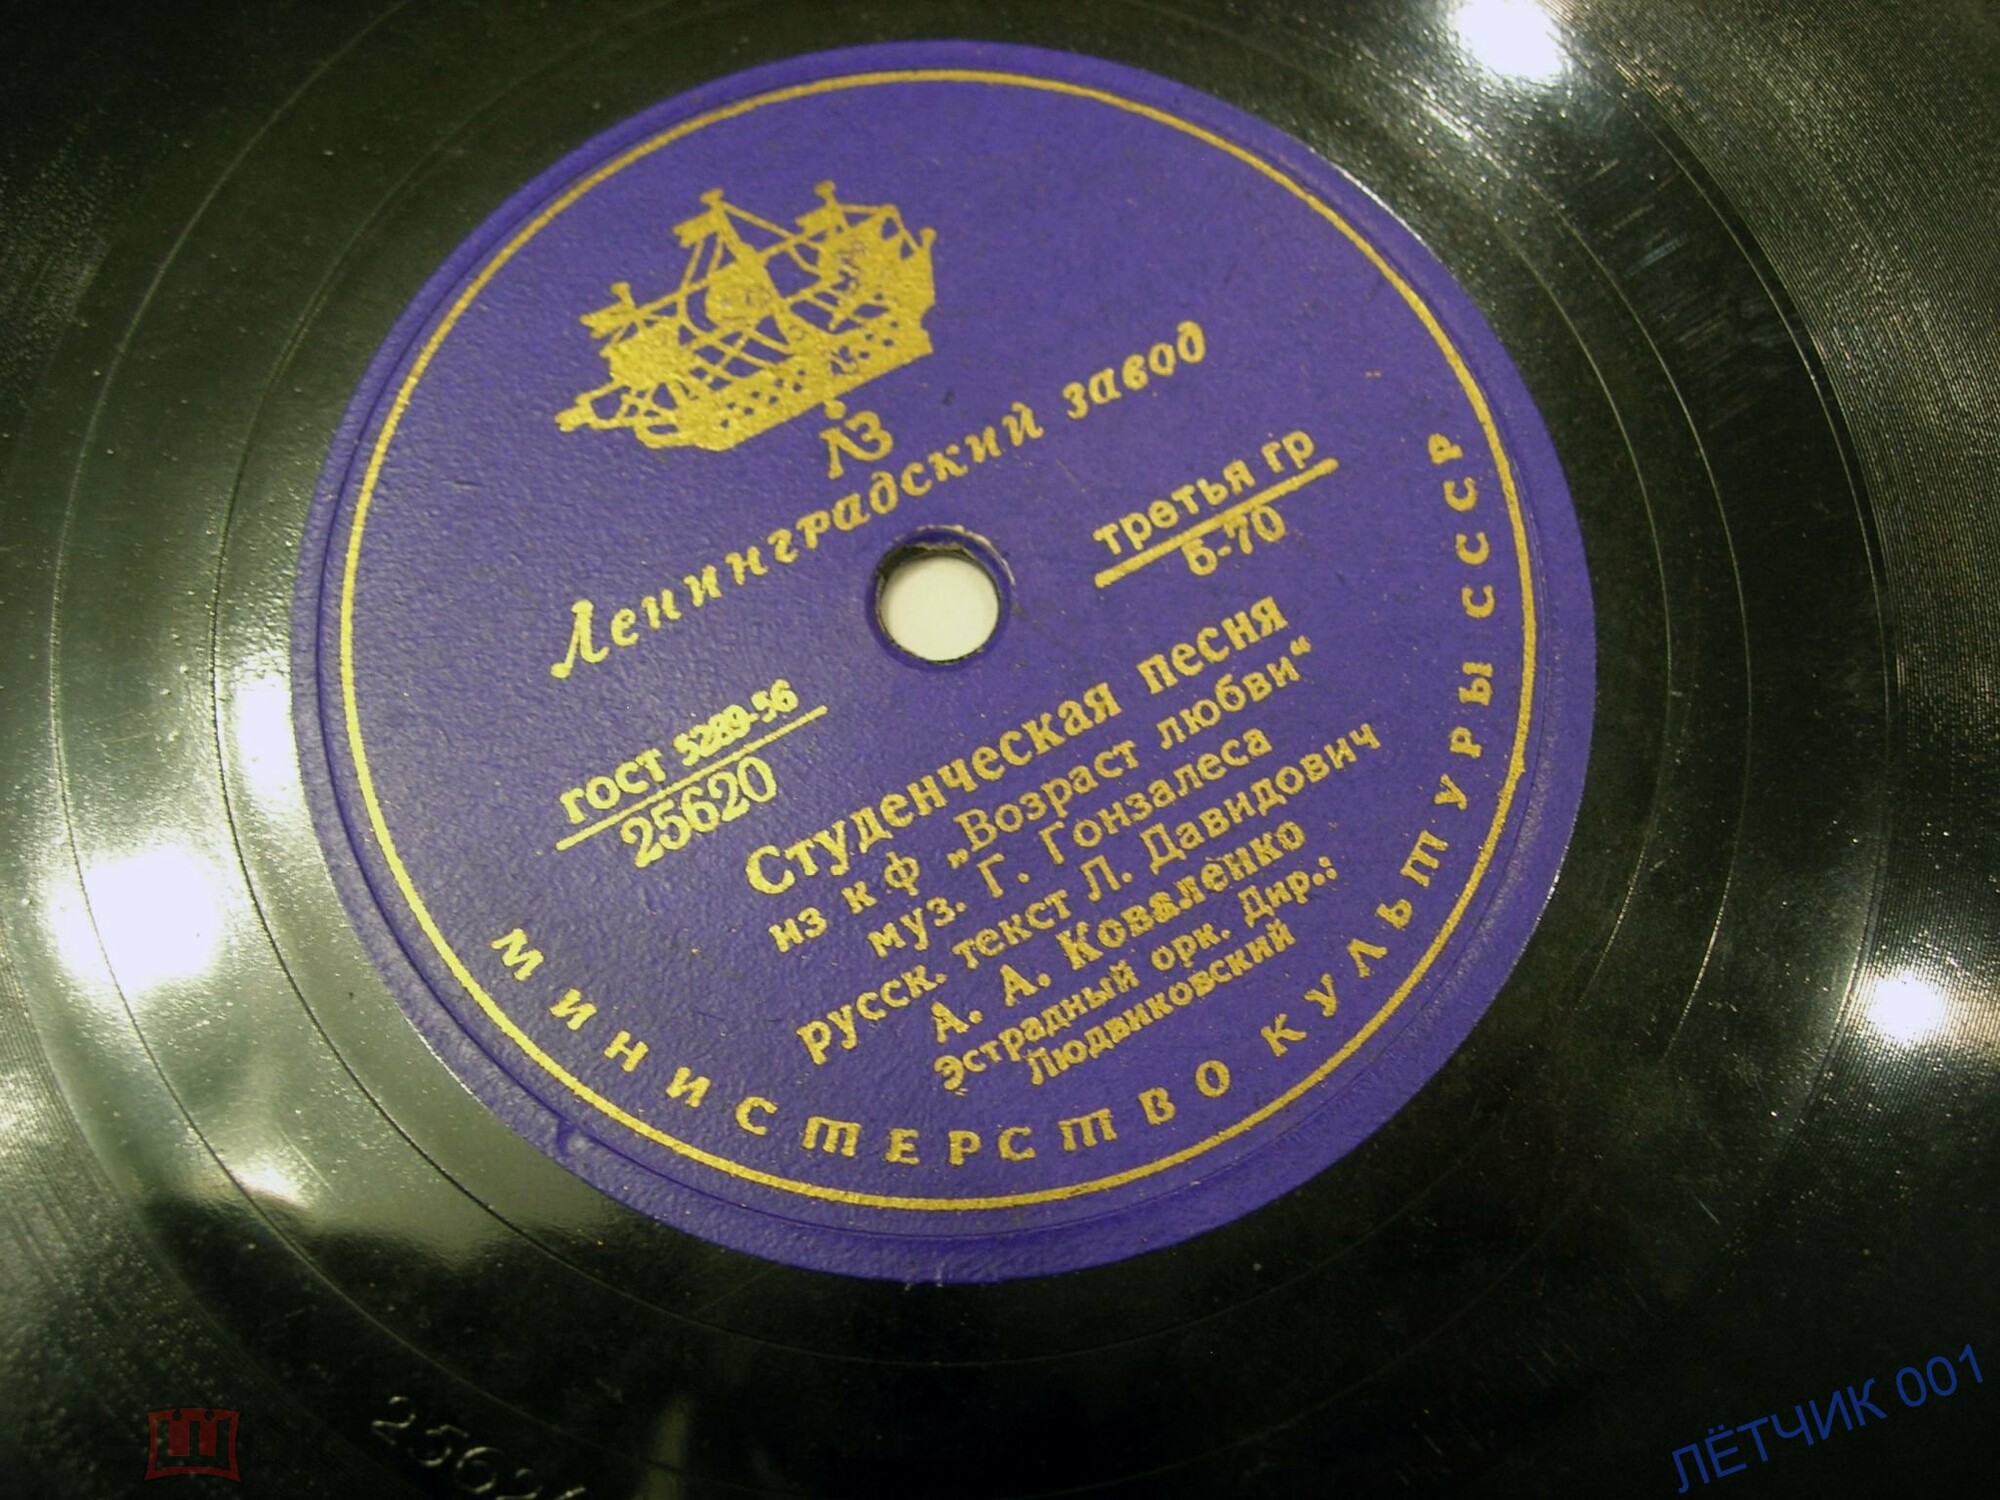 ЛЗ
Ленинградский завод
третья гр
Б-70
ГОСТ 5289-56
25620
Студенческая песня
из к ф „Возраст любви“
муз. Г. Гонзалеса
русск. текст Л. Давидович
А. А. Коваленко
Эстрадный орк. Дир.:
Людвиковский
МИНИСТЕРСТВО КУЛЬТУРЫ СССР
ЛЁТЧИК 001